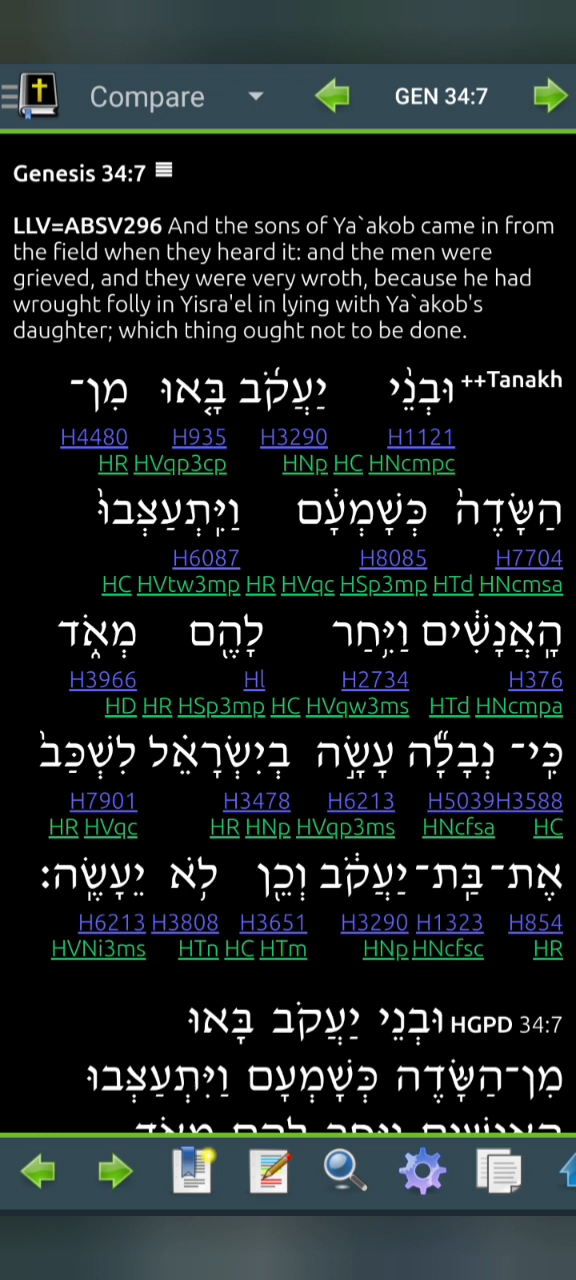 Compare
GEN 34:7
Genesis 34:7
LLV=ABSV296 And the sons of Ya`akob came in from
the field when they heard it: and the men were
grieved, and they were very wroth, because he had
wrought folly in Yisra'el in lying with Ya`akob's
daughter; which thing ought not to be done.
++Tanakh וּבְנֵ֨י יַעֲקֹ֜ב בָּ֤אוּ מִן־
H4480 H935 H3290 H1121
HR HVqp3cp HNp HC HNcmpc
הַשָּׂדֶה֙ כְּשָׁמְעָ֔ם וַיִּֽתְעַצְּבוּ֙
H6087 H8085 H7704
HC HVtw3mp HR HVqc HSp3mp HTd HNcmsa
הָֽאֲנָשִׁ֔ים וַיִּ֥חַר לָהֶ֖ם מְאֹ֑ד
H3966 Hl H2734 H376
HD HR HSp3mp HC HVqw3ms HTd HNcmpa
כִּֽי־ נְבָלָ֞ה עָשָׂ֣ה בְיִשְׂרָאֵ֗ל לִשְׁכַּב֙
H7901 H3478 H6213 H5039H3588
HR HVqc HR HNp HVqp3ms HNcfsa HC
אֶת־ בַּֽת־ יַעֲקֹ֔ב וְכֵ֖ן לֹ֥א יֵעָשֶֽׂה׃
H6213 H3808 H3651 H3290 H1323 H854
HVNi3ms HTn HC HTm HNp HNcfsc HR
HGPD 34:7 וּבְנֵי יַעֲקֹב בָּאוּ
מִן־הַשָּׂדֶה כְּשָׁמְעָם וַיִּתְעַצְּבוּ